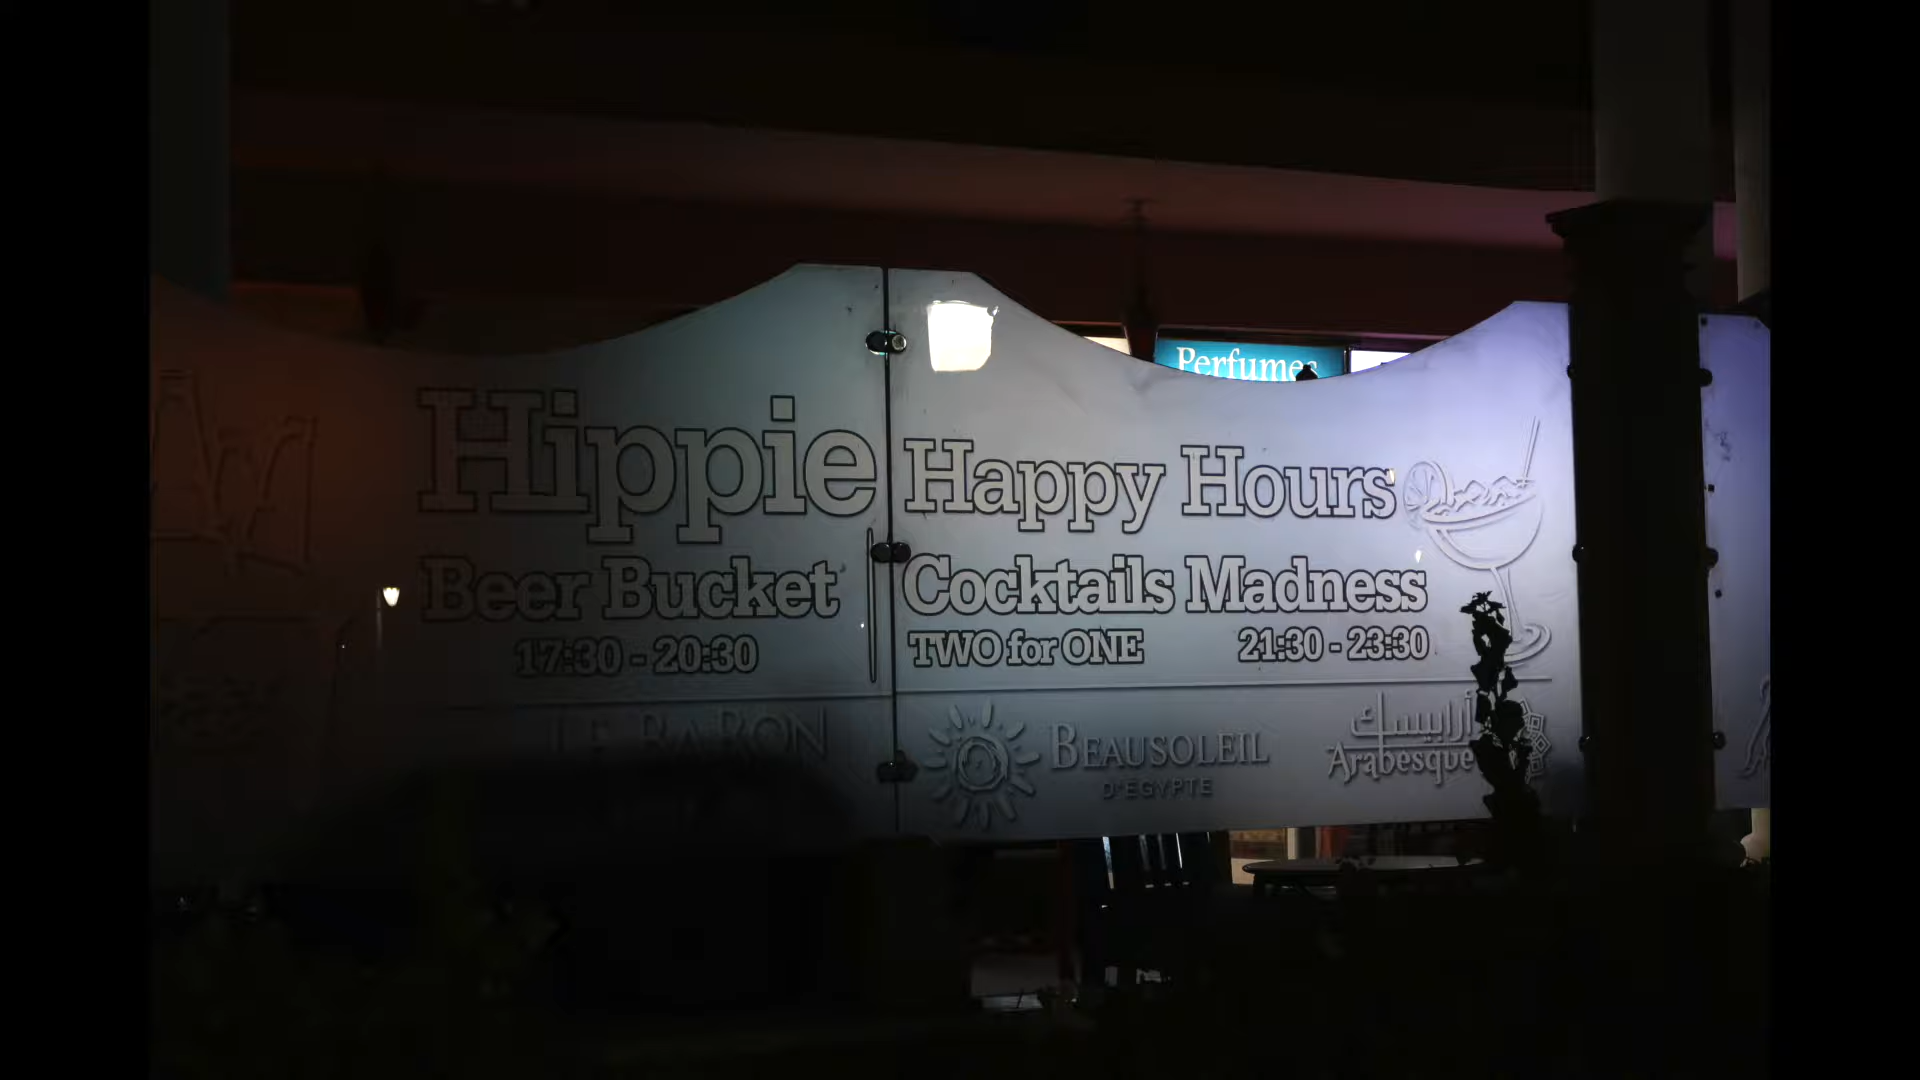 Perfumes
Hippie Happy Hours
Beer Bucket
17:30 - 20:30
Cocktails Madness
TWO for ONE 21:30 - 23:30
LE BARON
BEAUSOLEIL
D'ÉGYPTE
أرابيسك
Arabesque